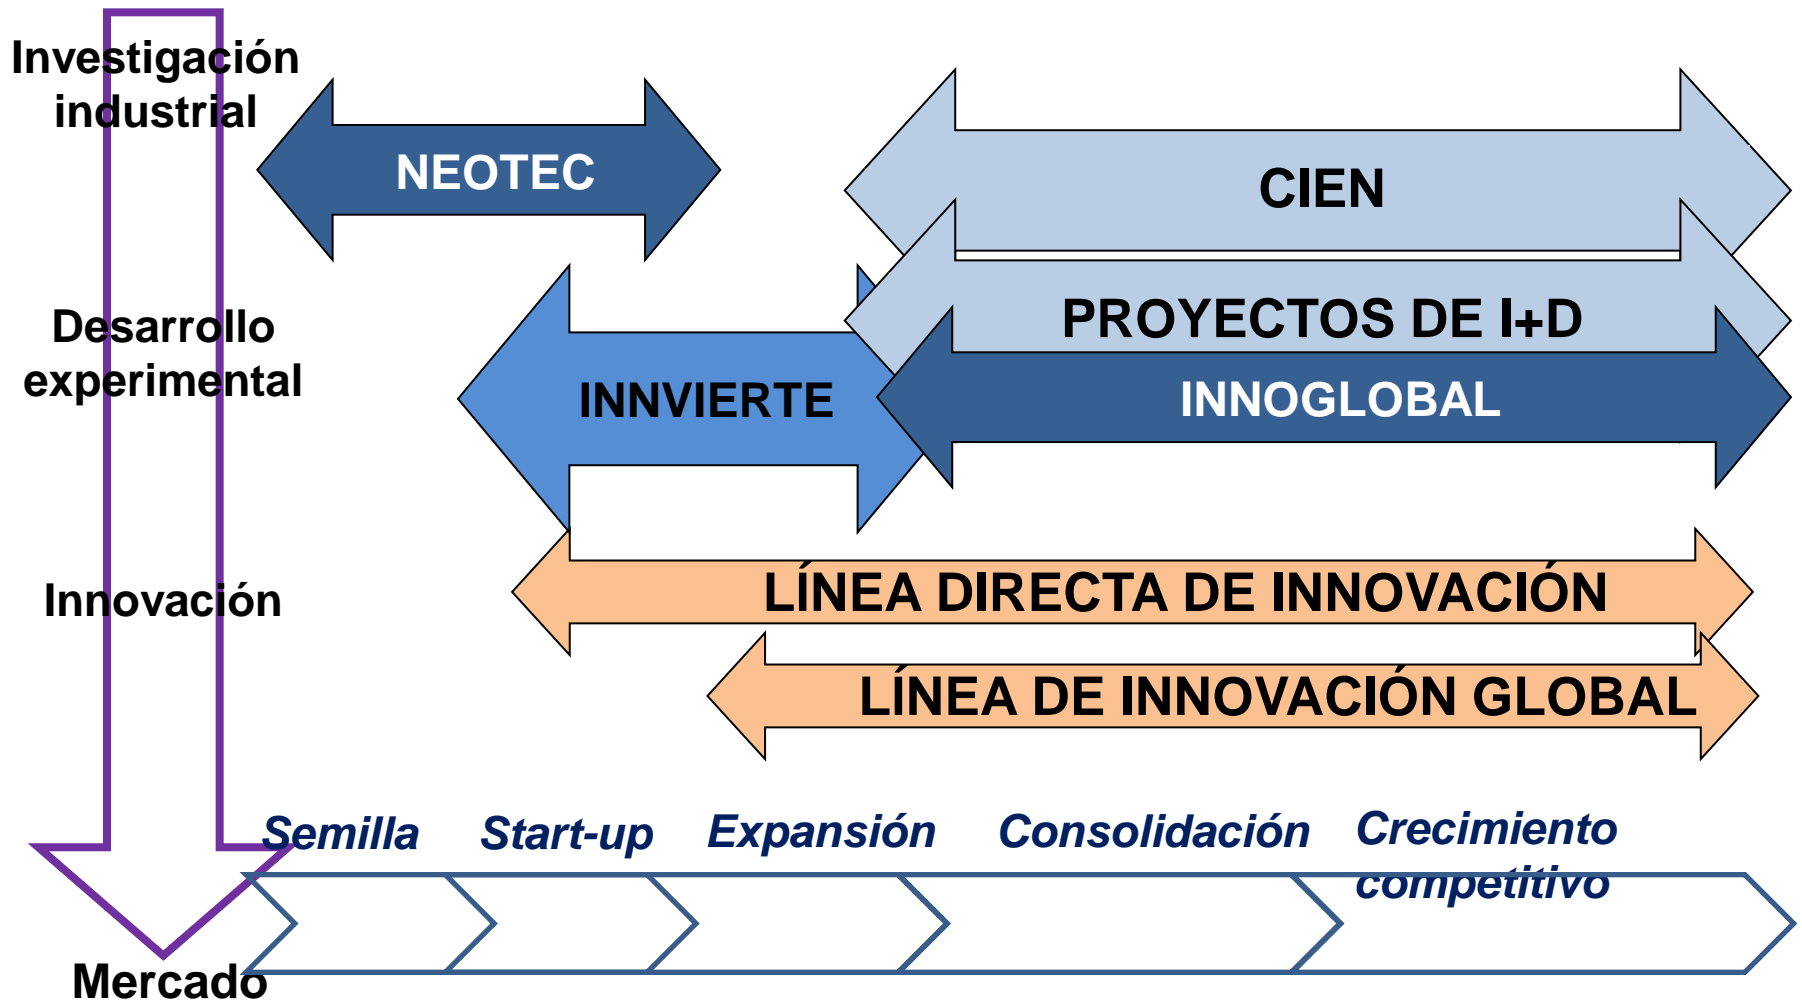 Investigación
industrial
NEOTEC
CIEN
PROYECTOS DE I+D
Desarrollo
experimental
INNVIERTE
INNOGLOBAL
LÍNEA DIRECTA DE INNOVACIÓN
Innovación
LÍNEA DE INNOVACIÓN GLOBAL
Semilla
Start-up
Expansión
Consolidación
Crecimiento
competitivo
Mercado